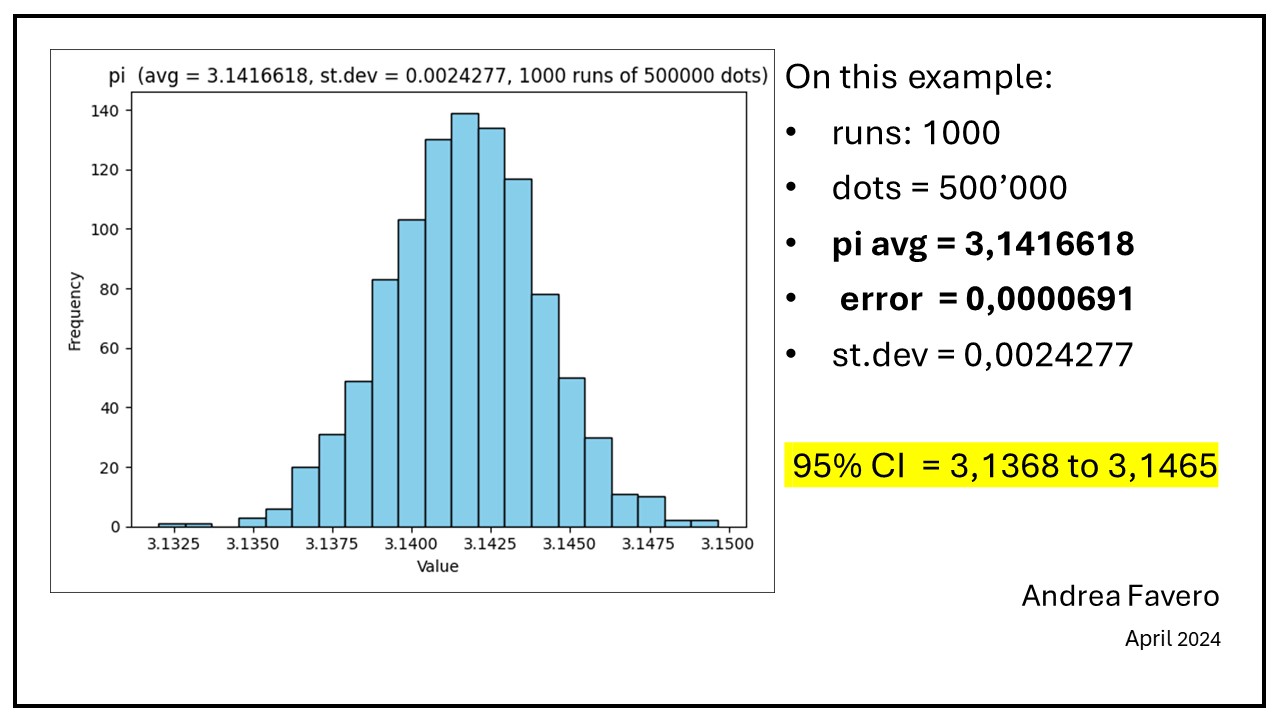 pi  (avg = 3.1416618, st.dev = 0.0024277, 1000 runs of 500000 dots)
140
120
100
80
60
40
20
0
Frequency
3.1325 3.1350 3.1375 3.1400 3.1425 3.1450 3.1475 3.1500
Value
On this example:
• runs: 1000
• dots = 500’000
• pi avg = 3,1416618
• error = 0,0000691
• st.dev = 0,0024277
95% CI = 3,1368 to 3,1465
Andrea Favero
April 2024